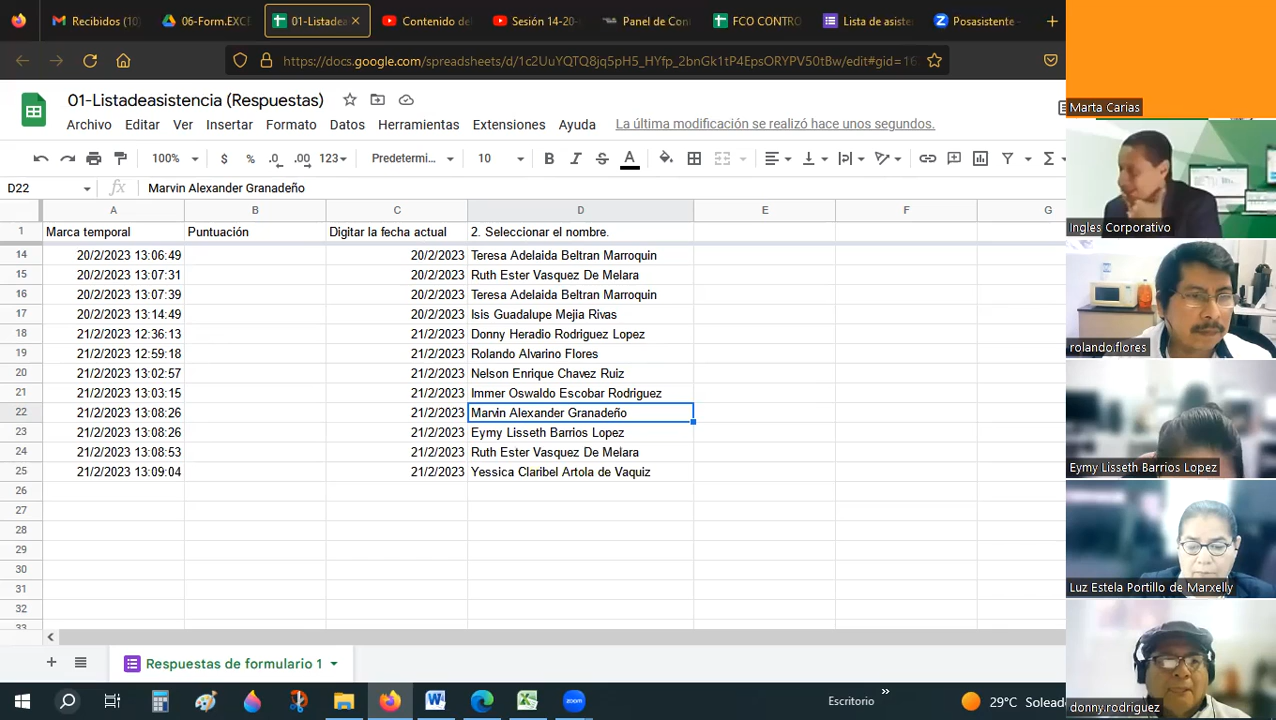 Recibidos (10)
06-Form.EXCE
01-Listadea
Contenido de
Sesión 14-20-
Panel de Con
FCO CONTRO
Lista de asiste
Posasistente -
https://docs.google.com/spreadsheets/d/1c2UuYQTQ8jq5pH5_HYfp_2bnGk1tP4EpsORYPV50tBw/edit#gid=16
01-Listadeasistencia (Respuestas)
Archivo Editar Ver Insertar Formato Datos Herramientas Extensiones Ayuda La última modificación se realizó hace unos segundos.
100% $ % .0 .00 123 Predetermi... 10 B I S A
D22 fx Marvin Alexander Granadeño
A B C D E F G
1 Marca temporal Puntuación Digitar la fecha actual 2. Seleccionar el nombre.
14 20/2/2023 13:06:49 20/2/2023 Teresa Adelaida Beltran Marroquin
15 20/2/2023 13:07:31 20/2/2023 Ruth Ester Vasquez De Melara
16 20/2/2023 13:07:39 20/2/2023 Teresa Adelaida Beltran Marroquin
17 20/2/2023 13:14:49 20/2/2023 Isis Guadalupe Mejia Rivas
18 21/2/2023 12:36:13 21/2/2023 Donny Heradio Rodriguez Lopez
19 21/2/2023 12:59:18 21/2/2023 Rolando Alvarino Flores
20 21/2/2023 13:02:57 21/2/2023 Nelson Enrique Chavez Ruiz
21 21/2/2023 13:03:15 21/2/2023 Immer Oswaldo Escobar Rodriguez
22 21/2/2023 13:08:26 21/2/2023 Marvin Alexander Granadeño
23 21/2/2023 13:08:26 21/2/2023 Eymy Lisseth Barrios Lopez
24 21/2/2023 13:08:53 21/2/2023 Ruth Ester Vasquez De Melara
25 21/2/2023 13:09:04 21/2/2023 Yessica Claribel Artola de Vaquiz
26
27
28
29
30
31
32
33
Respuestas de formulario 1
zoom
Escritorio
29°C Solead
Marta Carias
Ingles Corporativo
rolando.flores
Eymy Lisseth Barrios Lopez
Luz Estela Portillo de Marxelly
donny.rodriguez